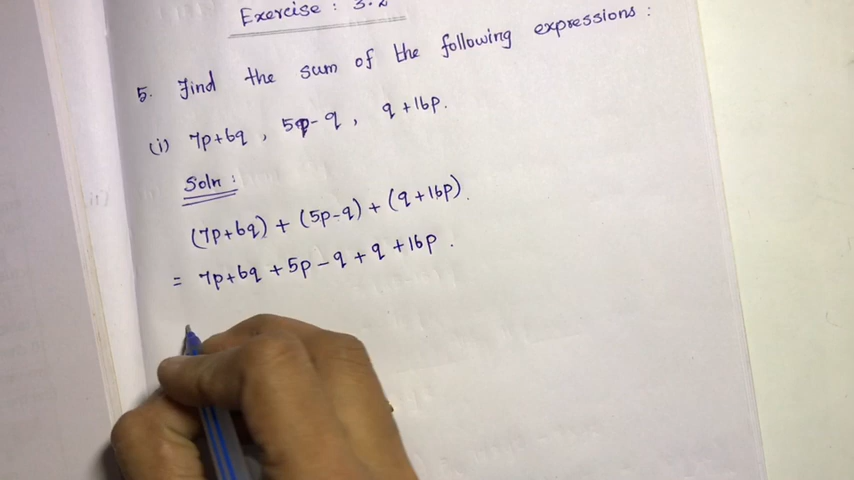 Exercise : 3.2
5. Find the sum of the following expressions :
(i) 7p+6q , 5p-q , q+16p.
Soln :
(7p+6q) + (5p-q) + (q+16p).
= 7p+6q +5p-q +q +16p .